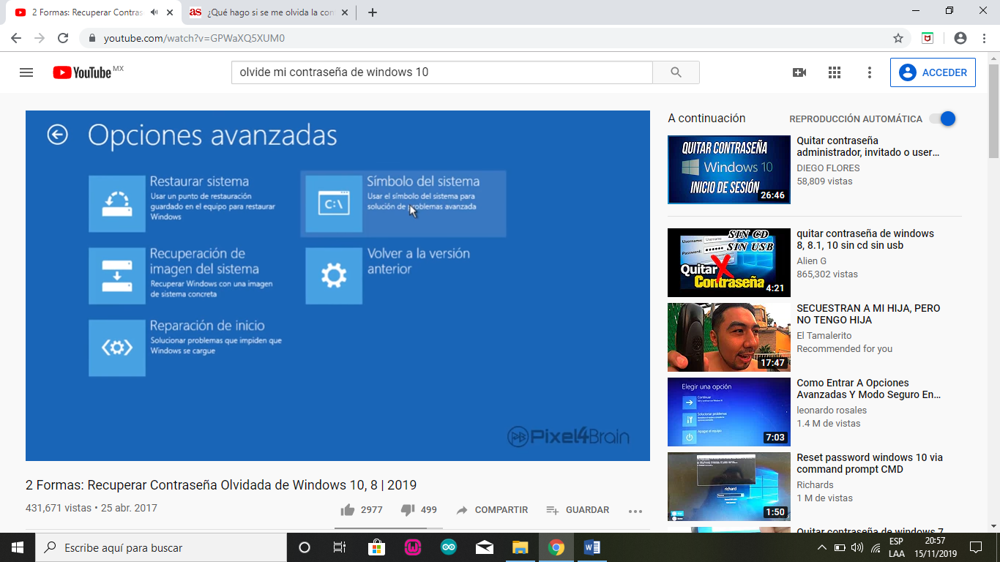 2 Formas: Recuperar Contras
¿Qué hago si se me olvida la con
youtube.com/watch?v=GPWaXQ5XUM0
YouTube MX
olvide mi contraseña de windows 10
ACCEDER
Opciones avanzadas
Restaurar sistema
Usar un punto de restauración
guardado en el equipo para restaurar
Windows
Símbolo del sistema
Usar el símbolo del sistema para
solución de problemas avanzada
C:\
Recuperación de
imagen del sistema
Recuperar Windows con una imagen
de sistema concreta
Volver a la versión
anterior
Reparación de inicio
Solucionar problemas que impiden que
Windows se cargue
Pixel4Brain
2 Formas: Recuperar Contraseña Olvidada de Windows 10, 8 | 2019
431,671 vistas • 25 abr. 2017
2977
499
COMPARTIR
GUARDAR
A continuación
REPRODUCCIÓN AUTOMÁTICA
QUITAR CONTRASEÑA
Windows 10
INICIO DE SESIÓN
26:46
Quitar contraseña
administrador, invitado o user...
DIEGO FLORES
58,809 vistas
SIN CD
SIN USB
Username:
Username
Password:
Quitar
Contraseña
4:21
quitar contraseña de windows
8, 8.1, 10 sin cd sin usb
Alien G
865,302 vistas
17:47
SECUESTRAN A MI HIJA, PERO
NO TENGO HIJA
El Tamalerito
Recommended for you
Elegir una opción
Continuar
Solucionar problemas
Apagar el equipo
7:03
Como Entrar A Opciones
Avanzadas Y Modo Seguro En...
leonardo rosales
1.4 M de vistas
richard
1:50
Reset password windows 10 via
command prompt CMD
Richards
1 M de vistas
Quitar contraseña de windows 7
Escribe aquí para buscar
ESP
LAA
20:57
15/11/2019